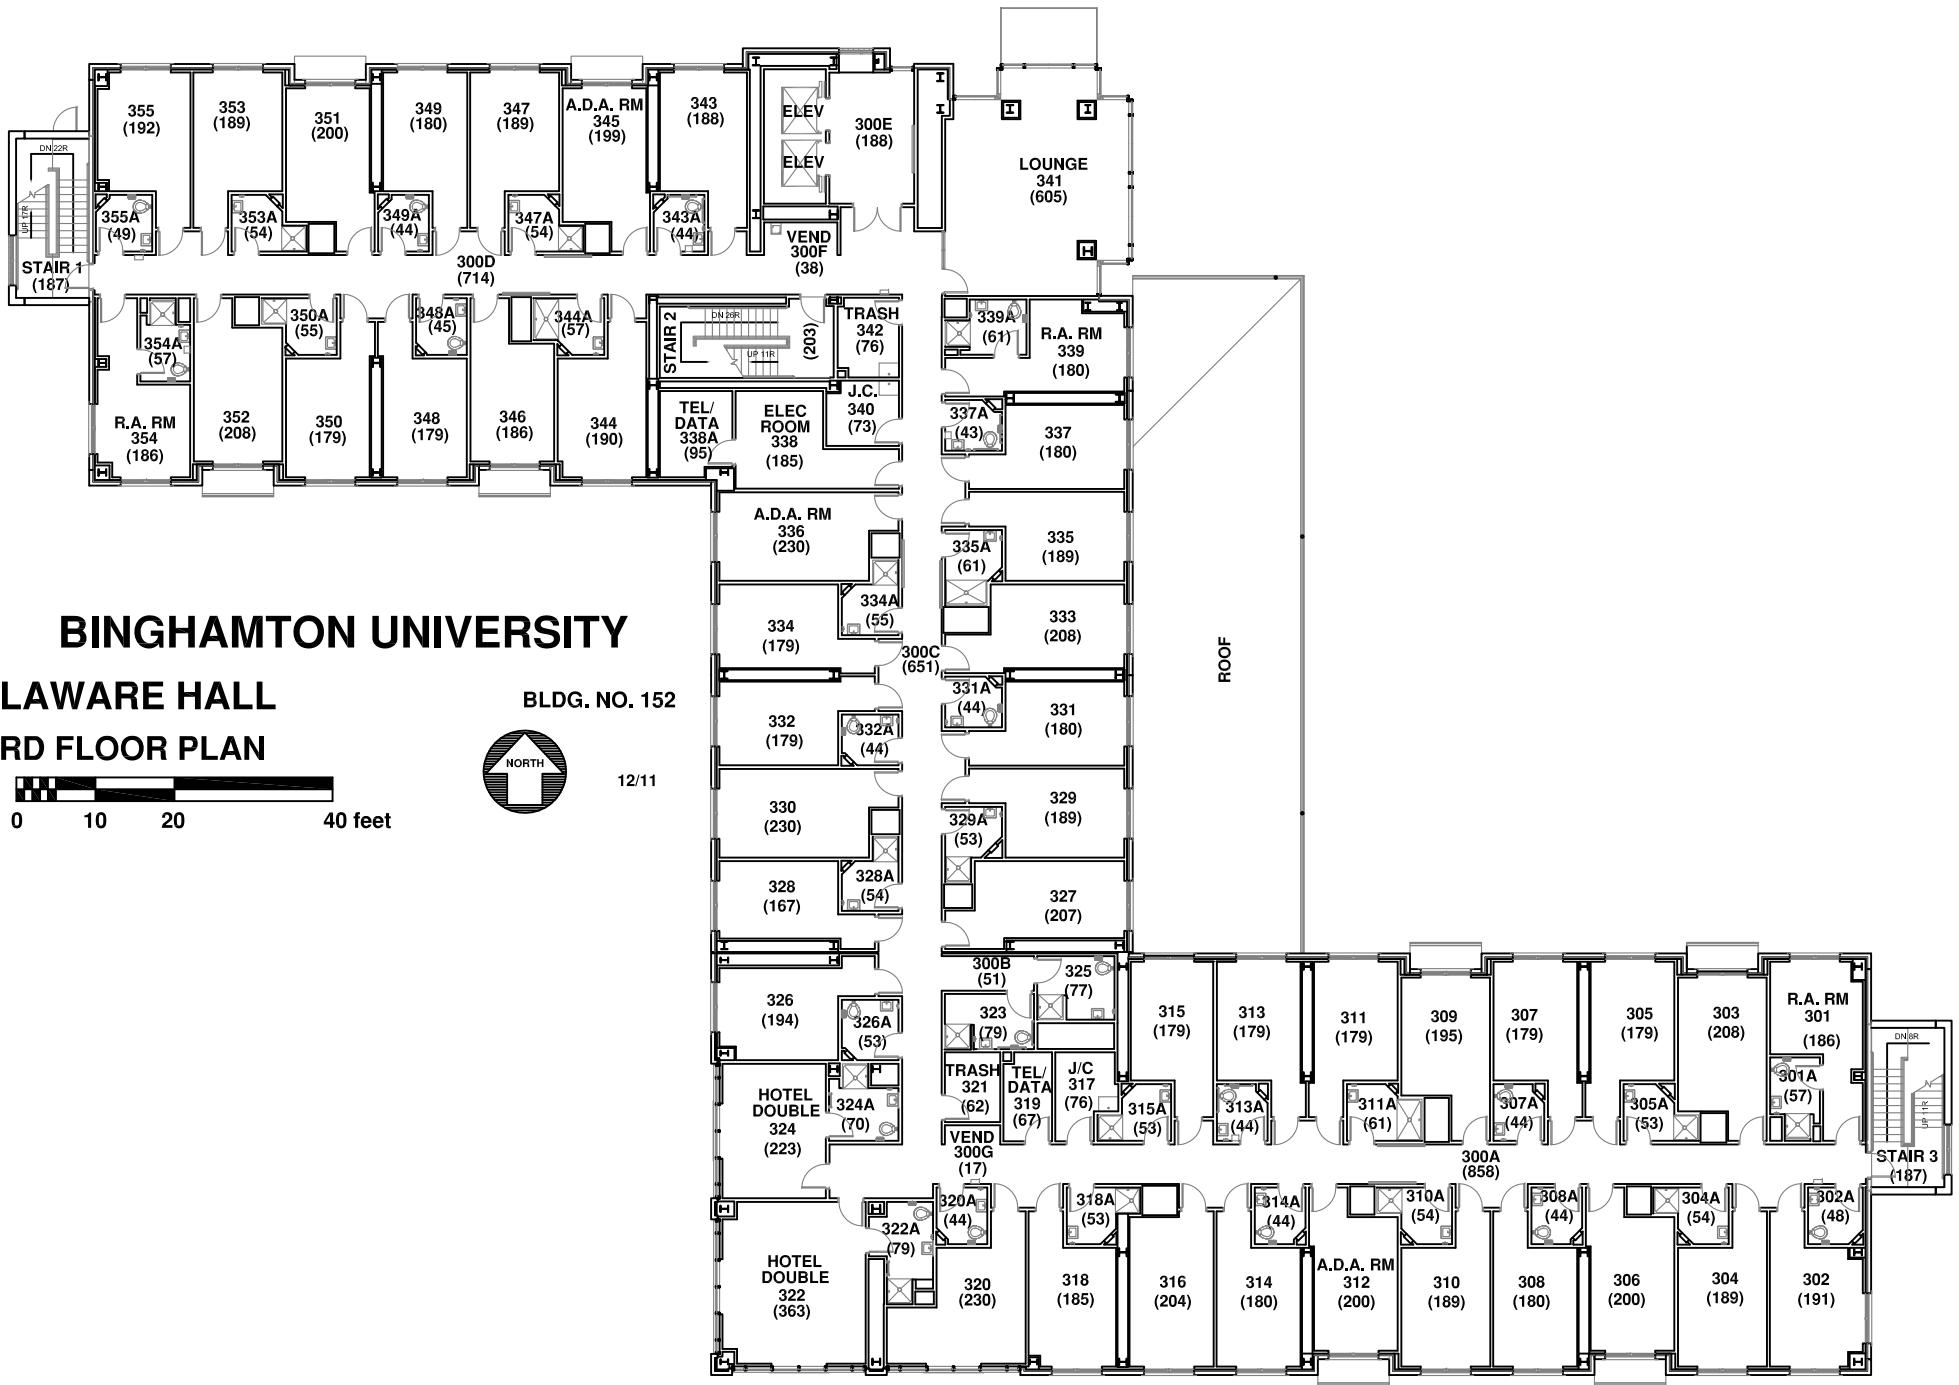 355
(192)
353
(189)
351
(200)
349
(180)
347
(189)
A.D.A. RM
345
(199)
343
(188)
ELEV
ELEV
300E
(188)
LOUNGE
341
(605)
DN 22R
UP 17R
STAIR 1
(187)
355A
(49)
353A
(54)
349A
(44)
347A
(54)
343A
(44)
VEND
300F
(38)
300D
(714)
354A
(57)
R.A. RM
354
(186)
352
(208)
350A
(55)
350
(179)
348A
(45)
348
(179)
346
(186)
344A
(57)
344
(190)
STAIR 2
DN 26R
UP 11R
(203)
TRASH
342
(76)
J.C.
340
(73)
TEL/
DATA
338A
(95)
ELEC
ROOM
338
(185)
339A
(61)
R.A. RM
339
(180)
337A
(43)
337
(180)
A.D.A. RM
336
(230)
335A
(61)
335
(189)
334A
(55)
334
(179)
333
(208)
300C
(651)
ROOF
332
(179)
332A
(44)
331A
(44)
331
(180)
330
(230)
329A
(53)
329
(189)
328
(167)
328A
(54)
327
(207)
BINGHAMTON UNIVERSITY
LAWARE HALL
RD FLOOR PLAN
BLDG. NO. 152
NORTH
12/11
0
10
20
40 feet
326
(194)
326A
(53)
300B
(51)
325
(77)
323
(79)
HOTEL
DOUBLE
324
(223)
324A
(70)
TRASH
321
(62)
TEL/
DATA
319
(67)
J/C
317
(76)
315
(179)
315A
(53)
313
(179)
313A
(44)
311
(179)
311A
(61)
309
(195)
307
(179)
307A
(44)
305
(179)
305A
(53)
303
(208)
R.A. RM
301
(186)
301A
(57)
DN 8R
UP 11R
STAIR 3
(187)
VEND
300G
(17)
300A
(858)
HOTEL
DOUBLE
322
(363)
322A
(79)
320A
(44)
320
(230)
318A
(53)
318
(185)
316
(204)
314A
(44)
314
(180)
A.D.A. RM
312
(200)
310A
(54)
310
(189)
308A
(44)
308
(180)
306
(200)
304A
(54)
304
(189)
302A
(48)
302
(191)